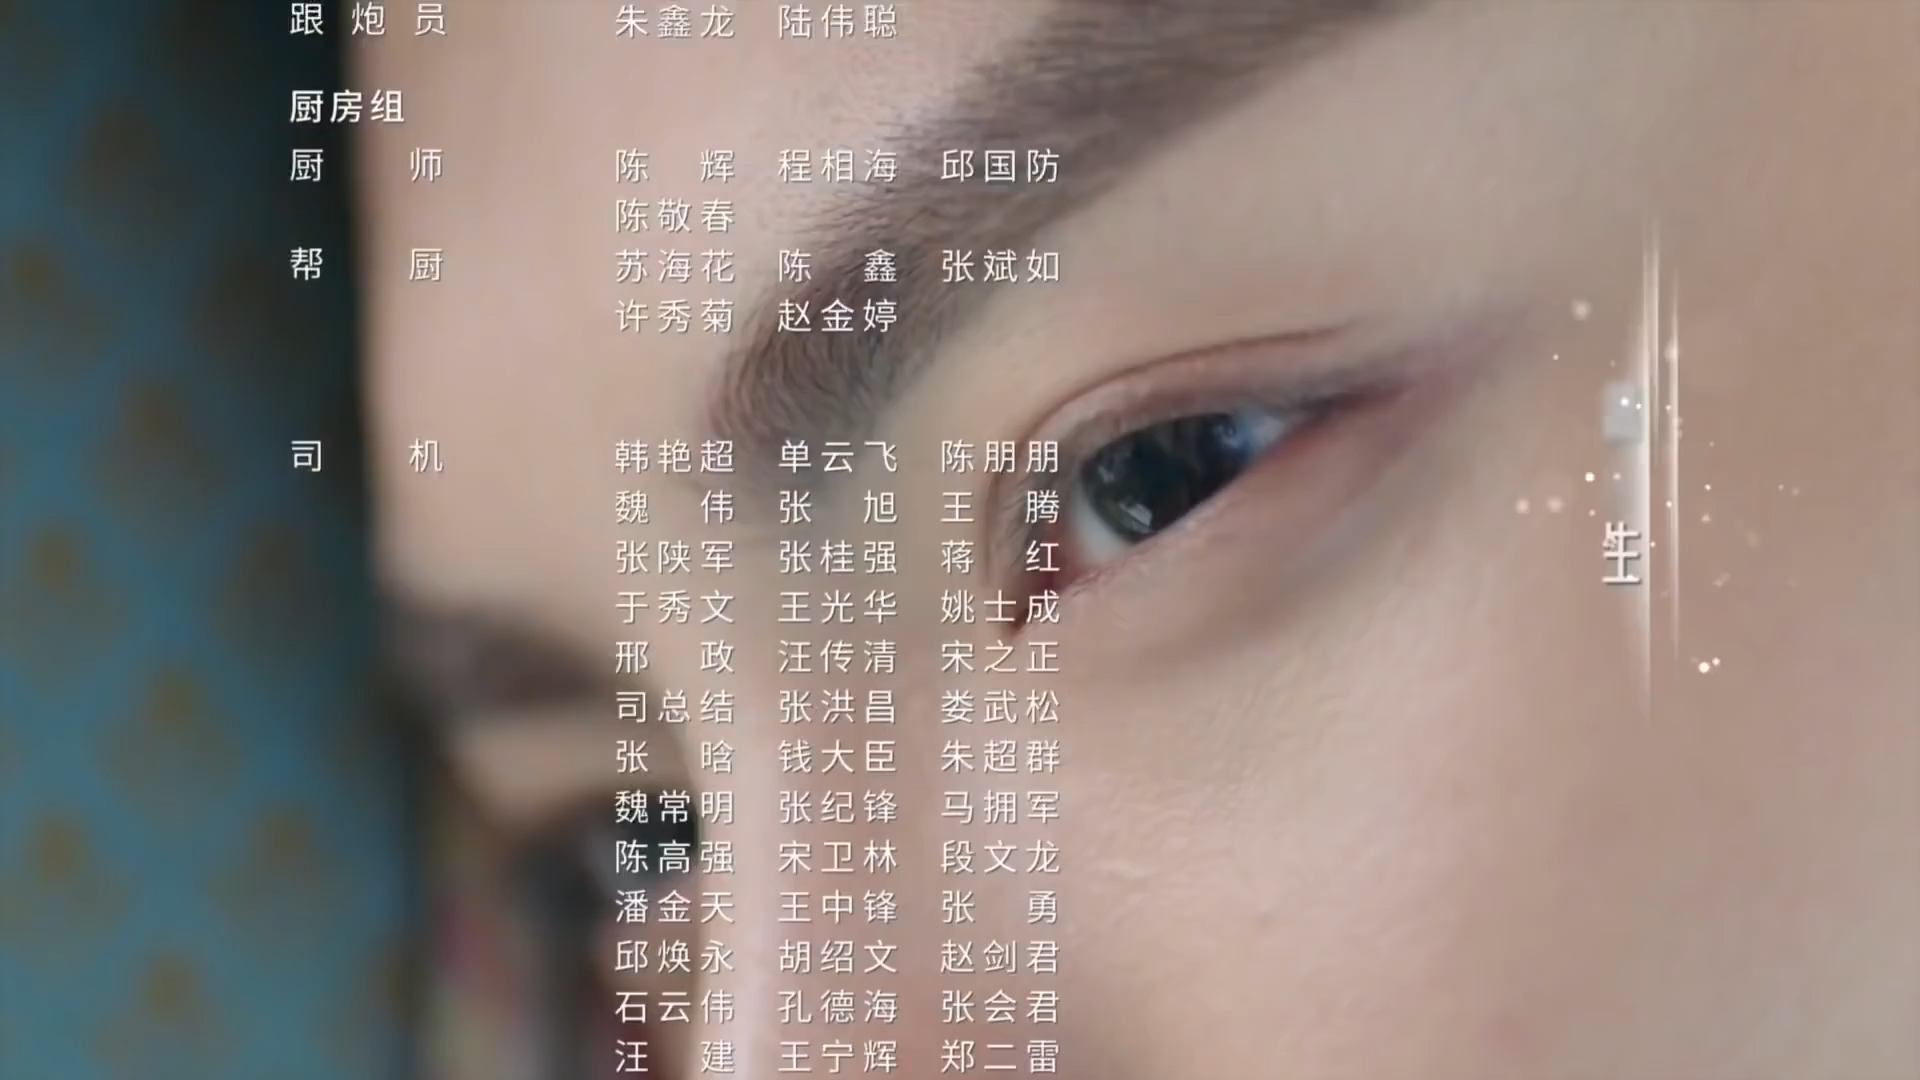 跟炮员 朱鑫龙 陆伟聪
厨房组
厨师 陈辉 程相海 邱国防
陈敬春
帮厨 苏海花 陈鑫 张斌如
许秀菊 赵金婷
司机 韩艳超 单云飞 陈朋朋
魏伟 张旭 王腾
张陕军 张桂强 蒋红
于秀文 王光华 姚士成
邢政 汪传清 宋之正
司总结 张洪昌 娄武松
张晗 钱大臣 朱超群
魏常明 张纪锋 马拥军
陈高强 宋卫林 段文龙
潘金天 王中锋 张勇
邱焕永 胡绍文 赵剑君
石云伟 孔德海 张会君
汪建 王宁辉 郑二雷
生